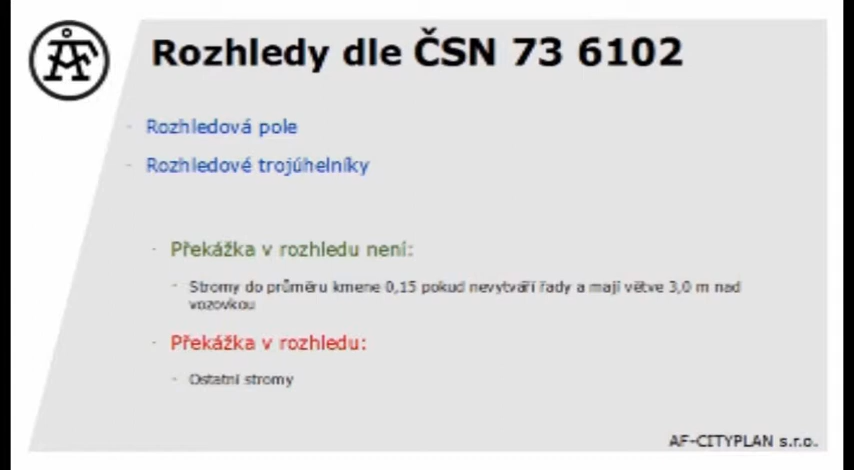 Rozhledy dle ČSN 73 6102
- Rozhledová pole
- Rozhledové trojúhelníky
- Překážka v rozhledu není:
- Stromy do průměru kmene 0,15 pokud nevytváří řady a mají větve 3,0 m nad
vozovkou
- Překážka v rozhledu:
- Ostatní stromy
AF-CITYPLAN s.r.o.